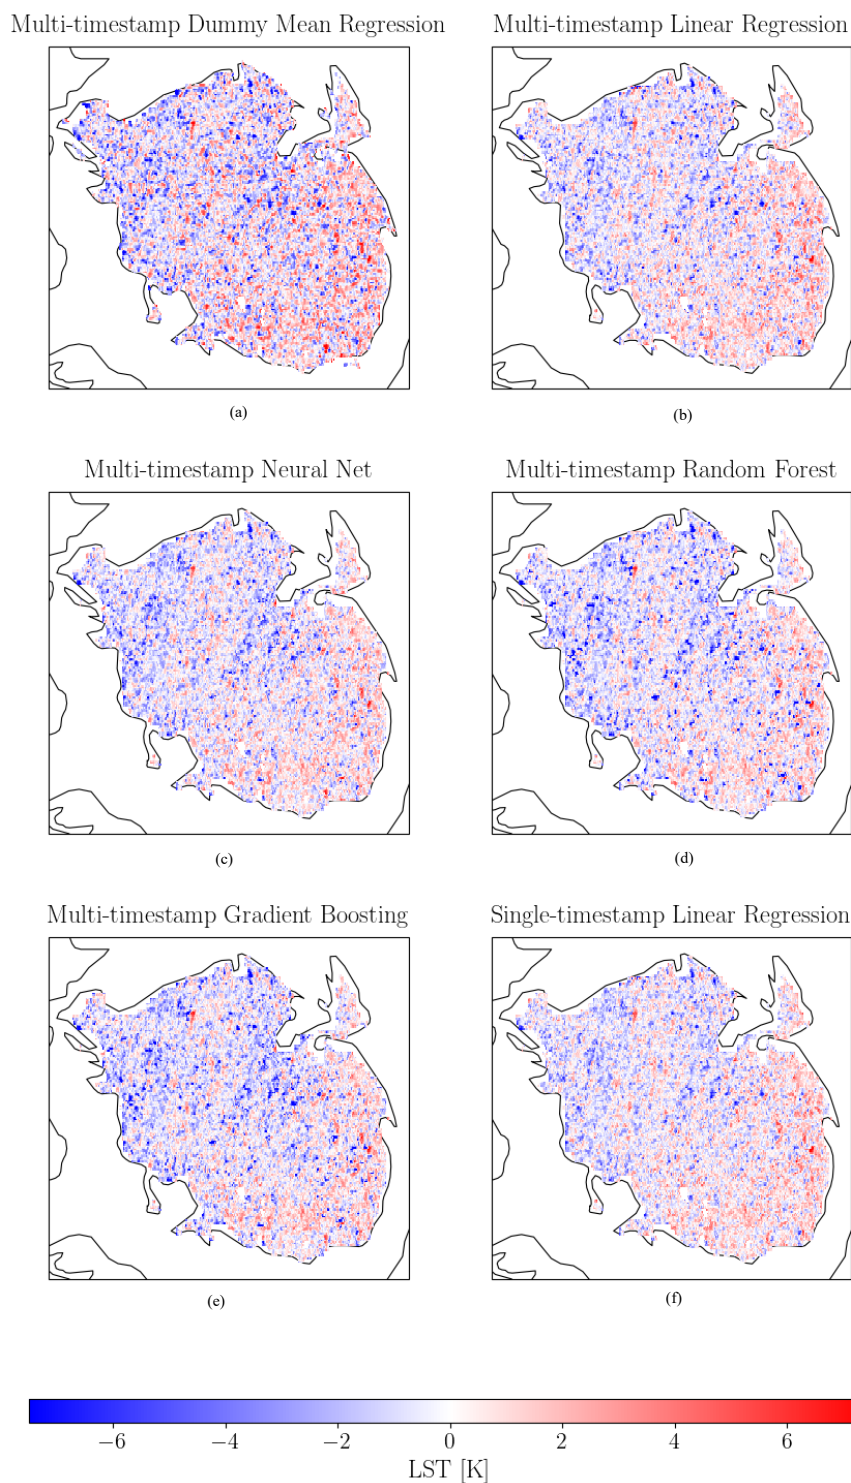 Multi-timestamp Dummy Mean Regression
Multi-timestamp Linear Regression
(a)
(b)
Multi-timestamp Neural Net
Multi-timestamp Random Forest
(c)
(d)
Multi-timestamp Gradient Boosting
Single-timestamp Linear Regression
(e)
(f)
−6 −4 −2 0 2 4 6
LST [K]